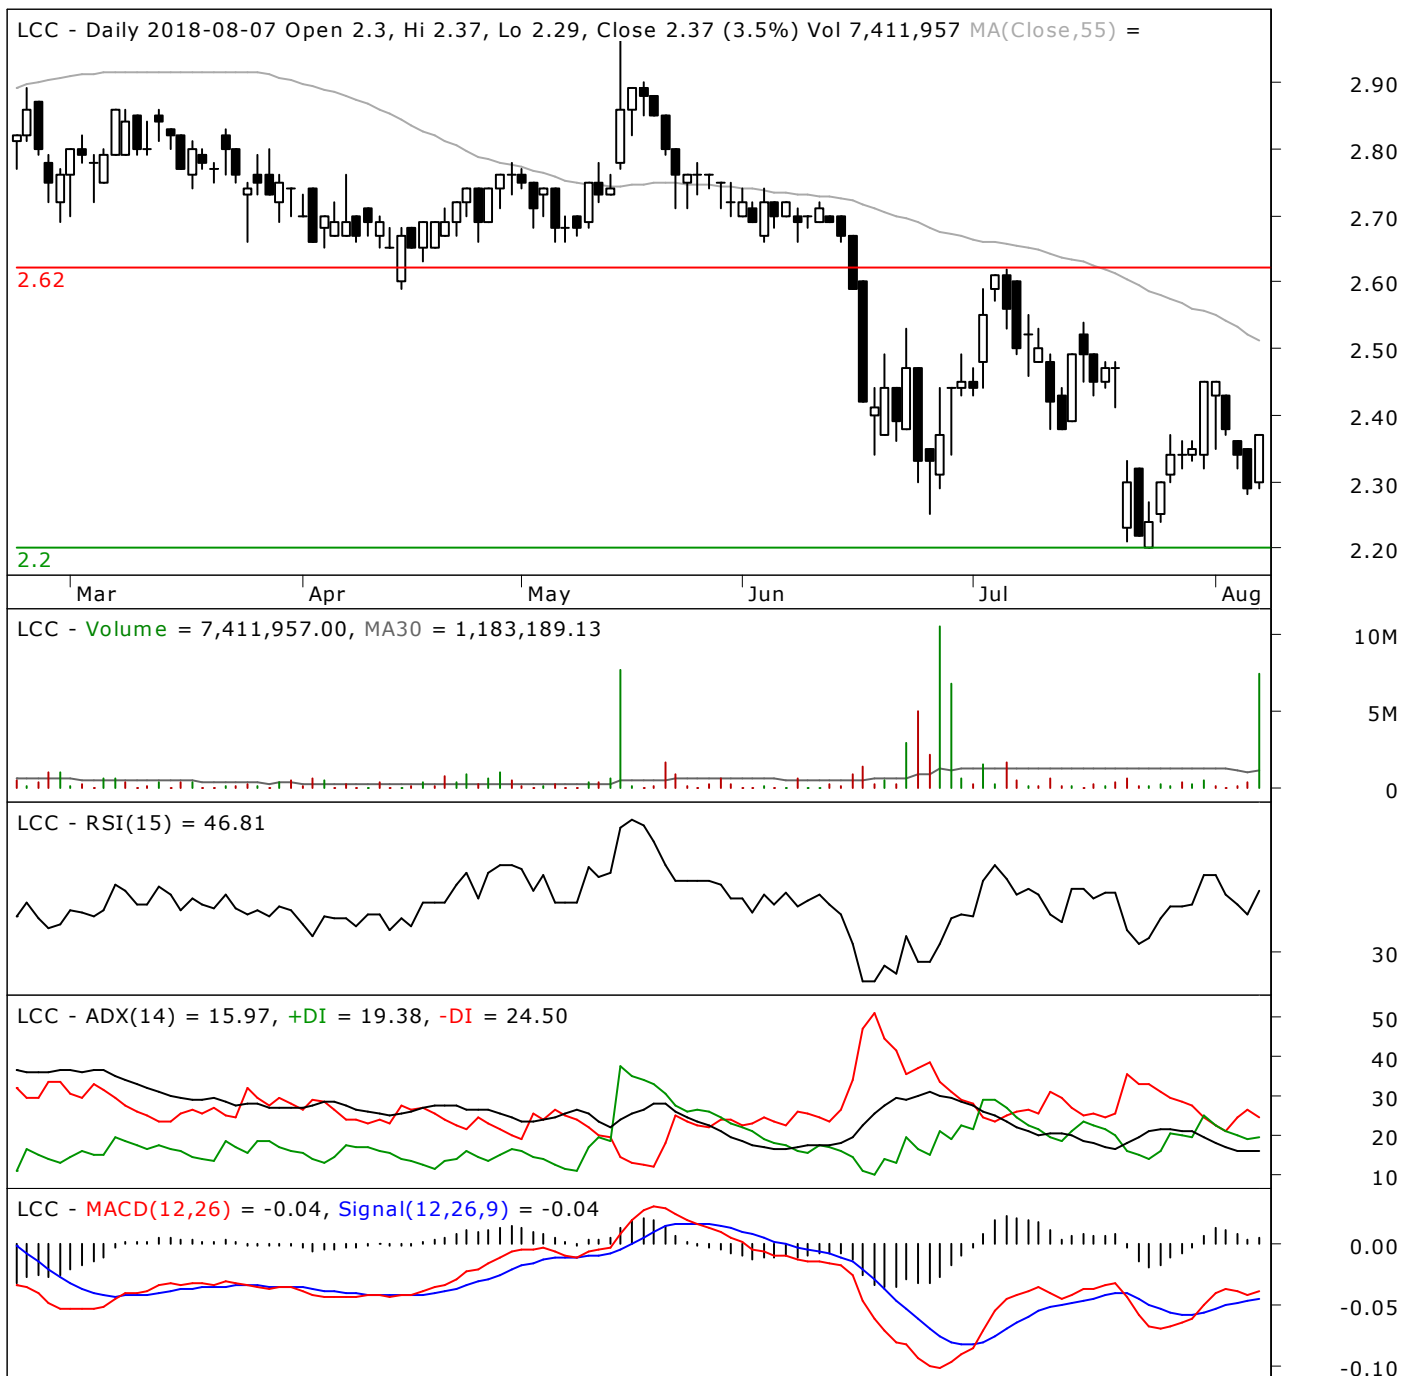 LCC - Daily 2018-08-07 Open 2.3, Hi 2.37, Lo 2.29, Close 2.37 (3.5%) Vol 7,411,957 MA(Close,55) =
2.90
2.80
2.70
2.62
2.60
2.50
2.40
2.30
2.20
2.2
Mar Apr May Jun Jul Aug
LCC - Volume = 7,411,957.00, MA30 = 1,183,189.13
10M
5M
0
LCC - RSI(15) = 46.81
30
LCC - ADX(14) = 15.97, +DI = 19.38, -DI = 24.50
50
40
30
20
10
LCC - MACD(12,26) = -0.04, Signal(12,26,9) = -0.04
0.00
-0.05
-0.10